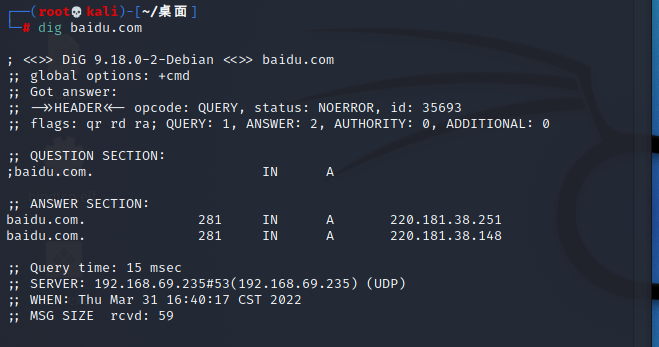 ┌──(root💀kali)-[~/桌面]
└─# dig baidu.com

; <<>> DiG 9.18.0-2-Debian <<>> baidu.com
;; global options: +cmd
;; Got answer:
;; ->>HEADER<<- opcode: QUERY, status: NOERROR, id: 35693
;; flags: qr rd ra; QUERY: 1, ANSWER: 2, AUTHORITY: 0, ADDITIONAL: 0

;; QUESTION SECTION:
;baidu.com. IN A

;; ANSWER SECTION:
baidu.com. 281 IN A 220.181.38.251
baidu.com. 281 IN A 220.181.38.148

;; Query time: 15 msec
;; SERVER: 192.168.69.235#53(192.168.69.235) (UDP)
;; WHEN: Thu Mar 31 16:40:17 CST 2022
;; MSG SIZE  rcvd: 59